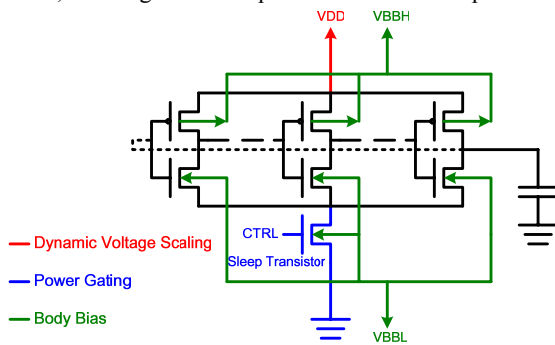 VDD VBBH
CTRL
Sleep Transistor
Dynamic Voltage Scaling
Power Gating
Body Bias
VBBL